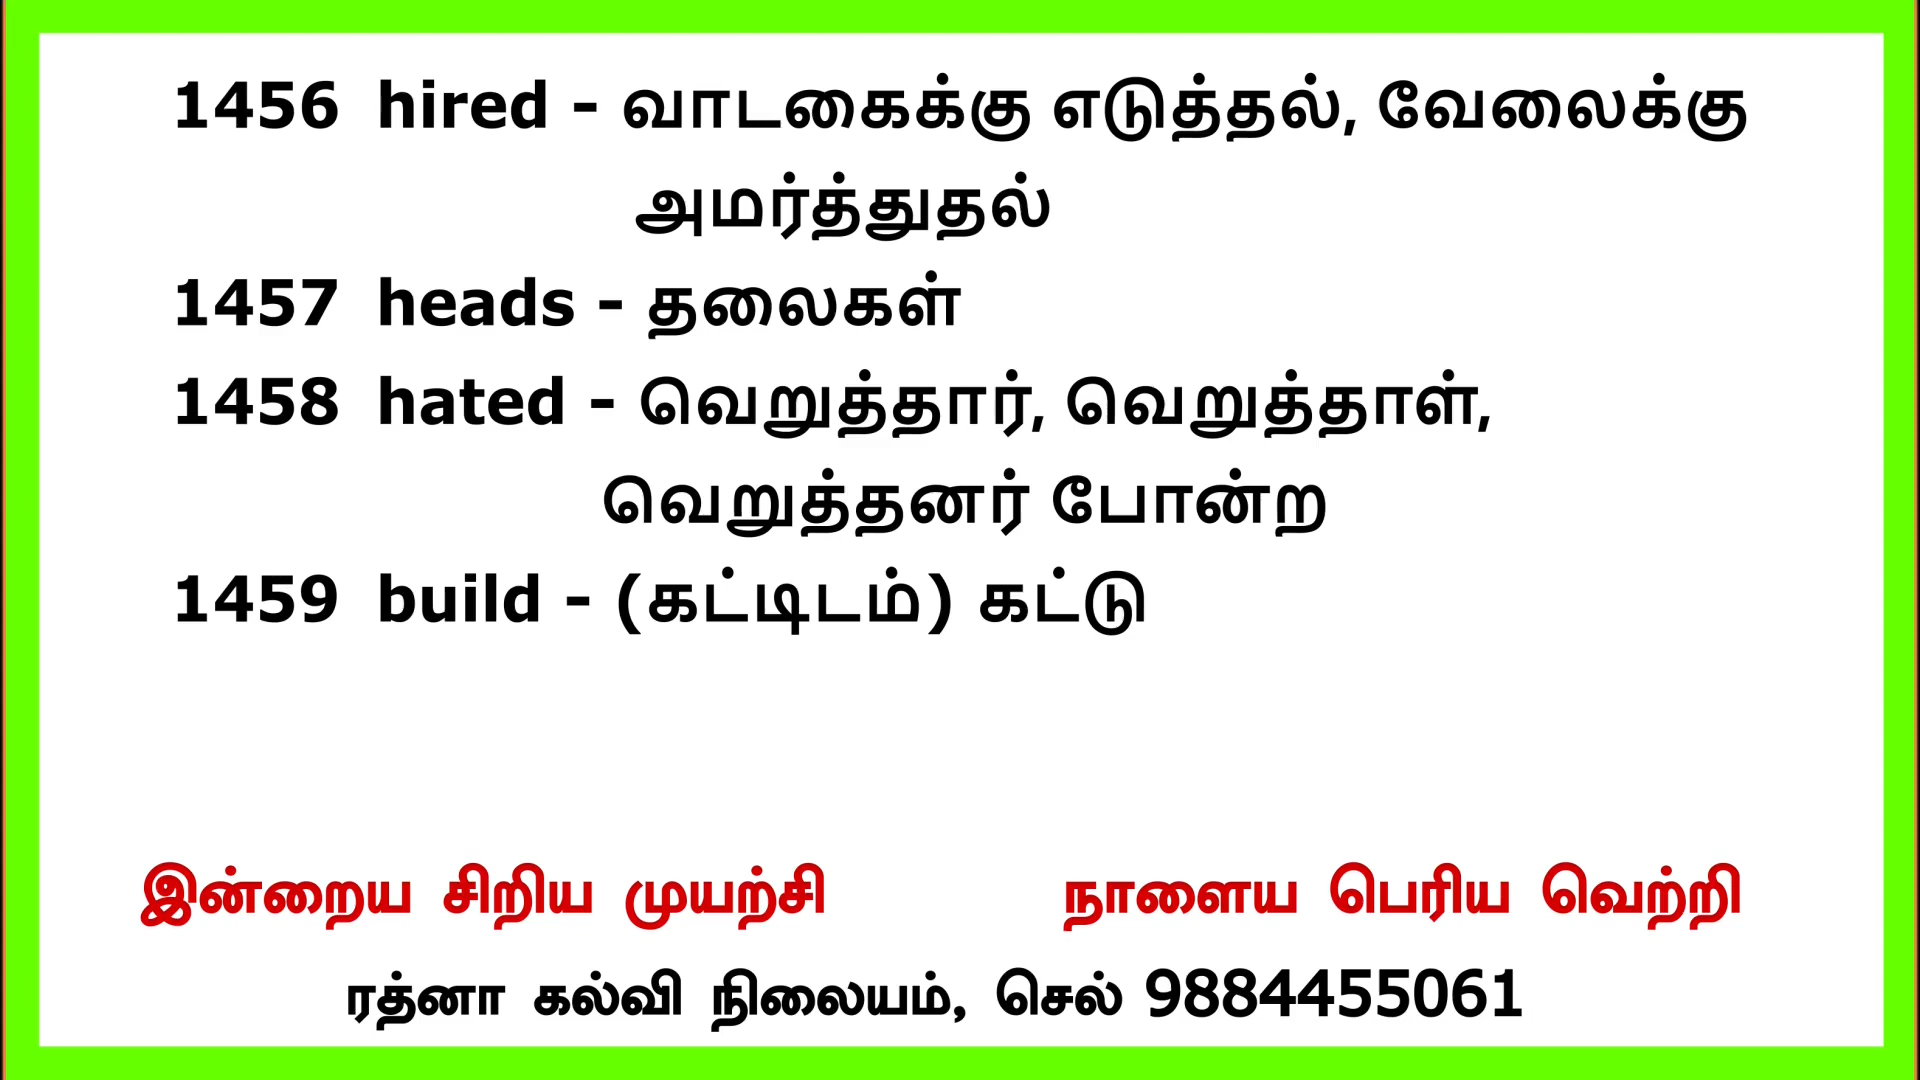 1456 hired - வாடகைக்கு எடுத்தல், வேலைக்கு
அமர்த்துதல்
1457 heads - தலைகள்
1458 hated - வெறுத்தார், வெறுத்தாள்,
வெறுத்தனர் போன்ற
1459 build - (கட்டிடம்) கட்டு
இன்றைய சிறிய முயற்சி நாளைய பெரிய வெற்றி
ரத்னா கல்வி நிலையம், செல் 9884455061